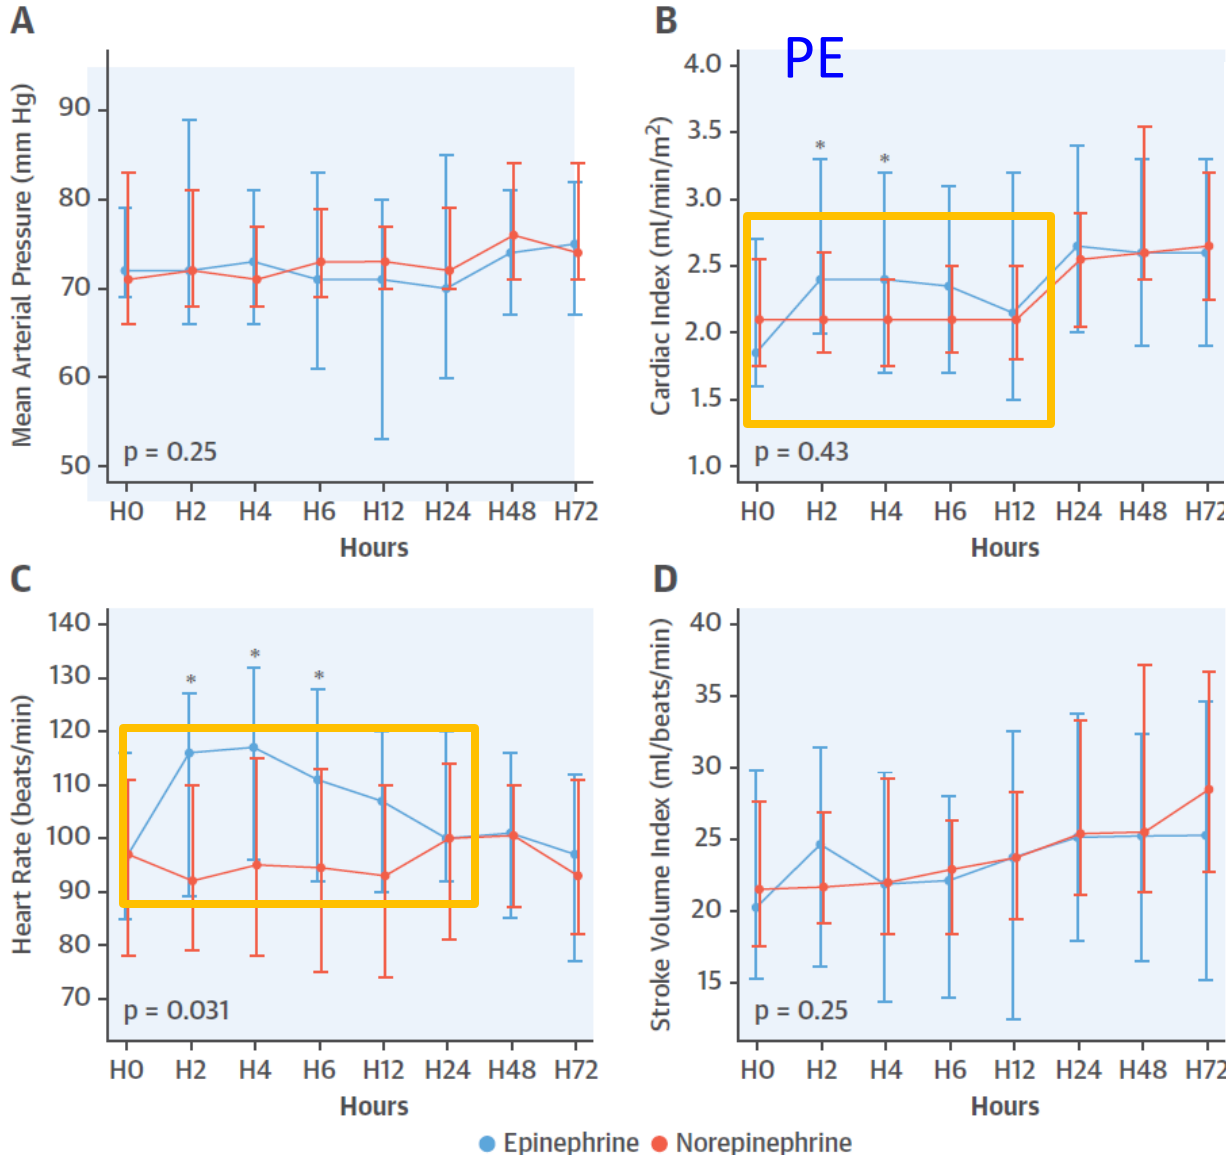 A
Mean Arterial Pressure (mm Hg)
90
80
70
60
50
p = 0.25
H0 H2 H4 H6 H12 H24 H48 H72
Hours
B
PE
Cardiac Index (ml/min/m²)
4.0
3.5
3.0
2.5
2.0
1.5
1.0
* *
p = 0.43
H0 H2 H4 H6 H12 H24 H48 H72
Hours
C
Heart Rate (beats/min)
140
130
120
110
100
90
80
70
* * *
p = 0.031
H0 H2 H4 H6 H12 H24 H48 H72
Hours
D
Stroke Volume Index (ml/beats/min)
40
35
30
25
20
15
p = 0.25
H0 H2 H4 H6 H12 H24 H48 H72
Hours
Epinephrine Norepinephrine